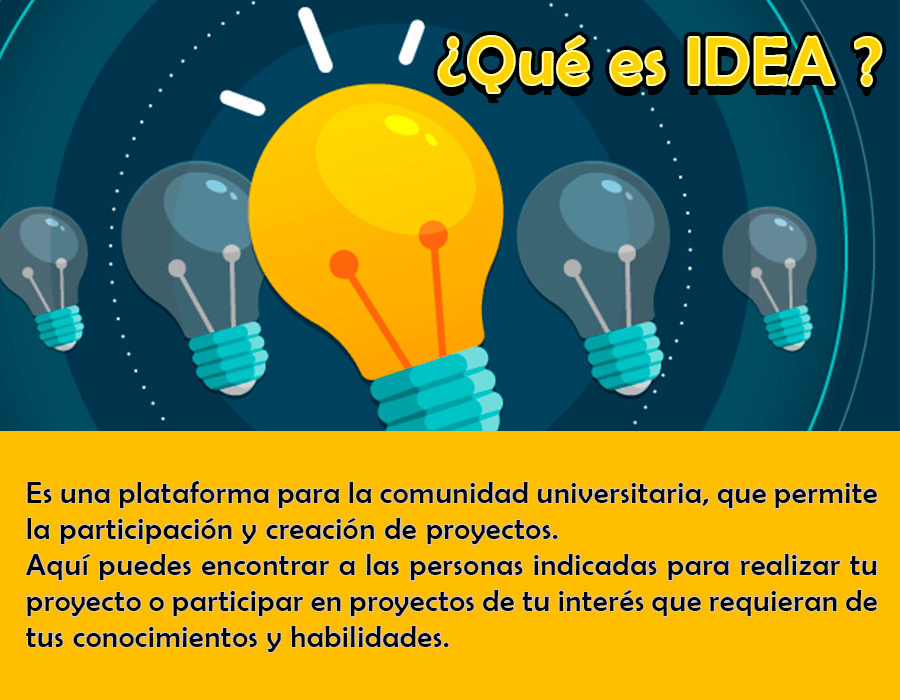 ¿Qué es IDEA ?
Es una plataforma para la comunidad universitaria, que permite
la participación y creación de proyectos.
Aquí puedes encontrar a las personas indicadas para realizar tu
proyecto o participar en proyectos de tu interés que requieran de
tus conocimientos y habilidades.